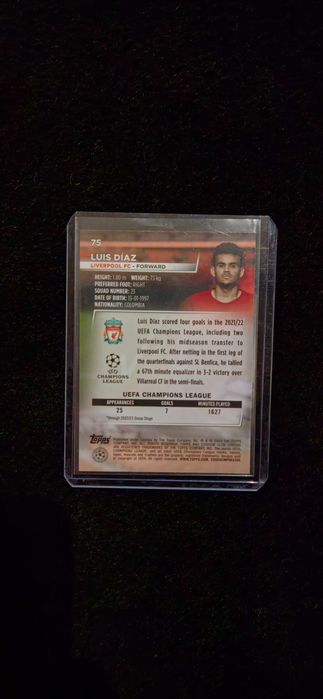 75
LUIS DÍAZ
LIVERPOOL FC - FORWARD
HEIGHT: 1.80 m WEIGHT: 73 kg
PREFERRED FOOT: RIGHT
SQUAD NUMBER: 23
DATE OF BIRTH: 13-01-1997
NATIONALITY: COLOMBIA
Luis Díaz scored four goals in the 2021/22
UEFA Champions League, including two
following his midseason transfer to
Liverpool FC. After netting in the first leg of
the quarterfinals against SL Benfica, he tallied
a 67th minute equalizer in 3-2 victory over
Villarreal CF in the semi-finals.
UEFA
CHAMPIONS
LEAGUE
UEFA CHAMPIONS LEAGUE
APPEARANCES GOALS MINUTES PLAYED
25 7 1627
Topps